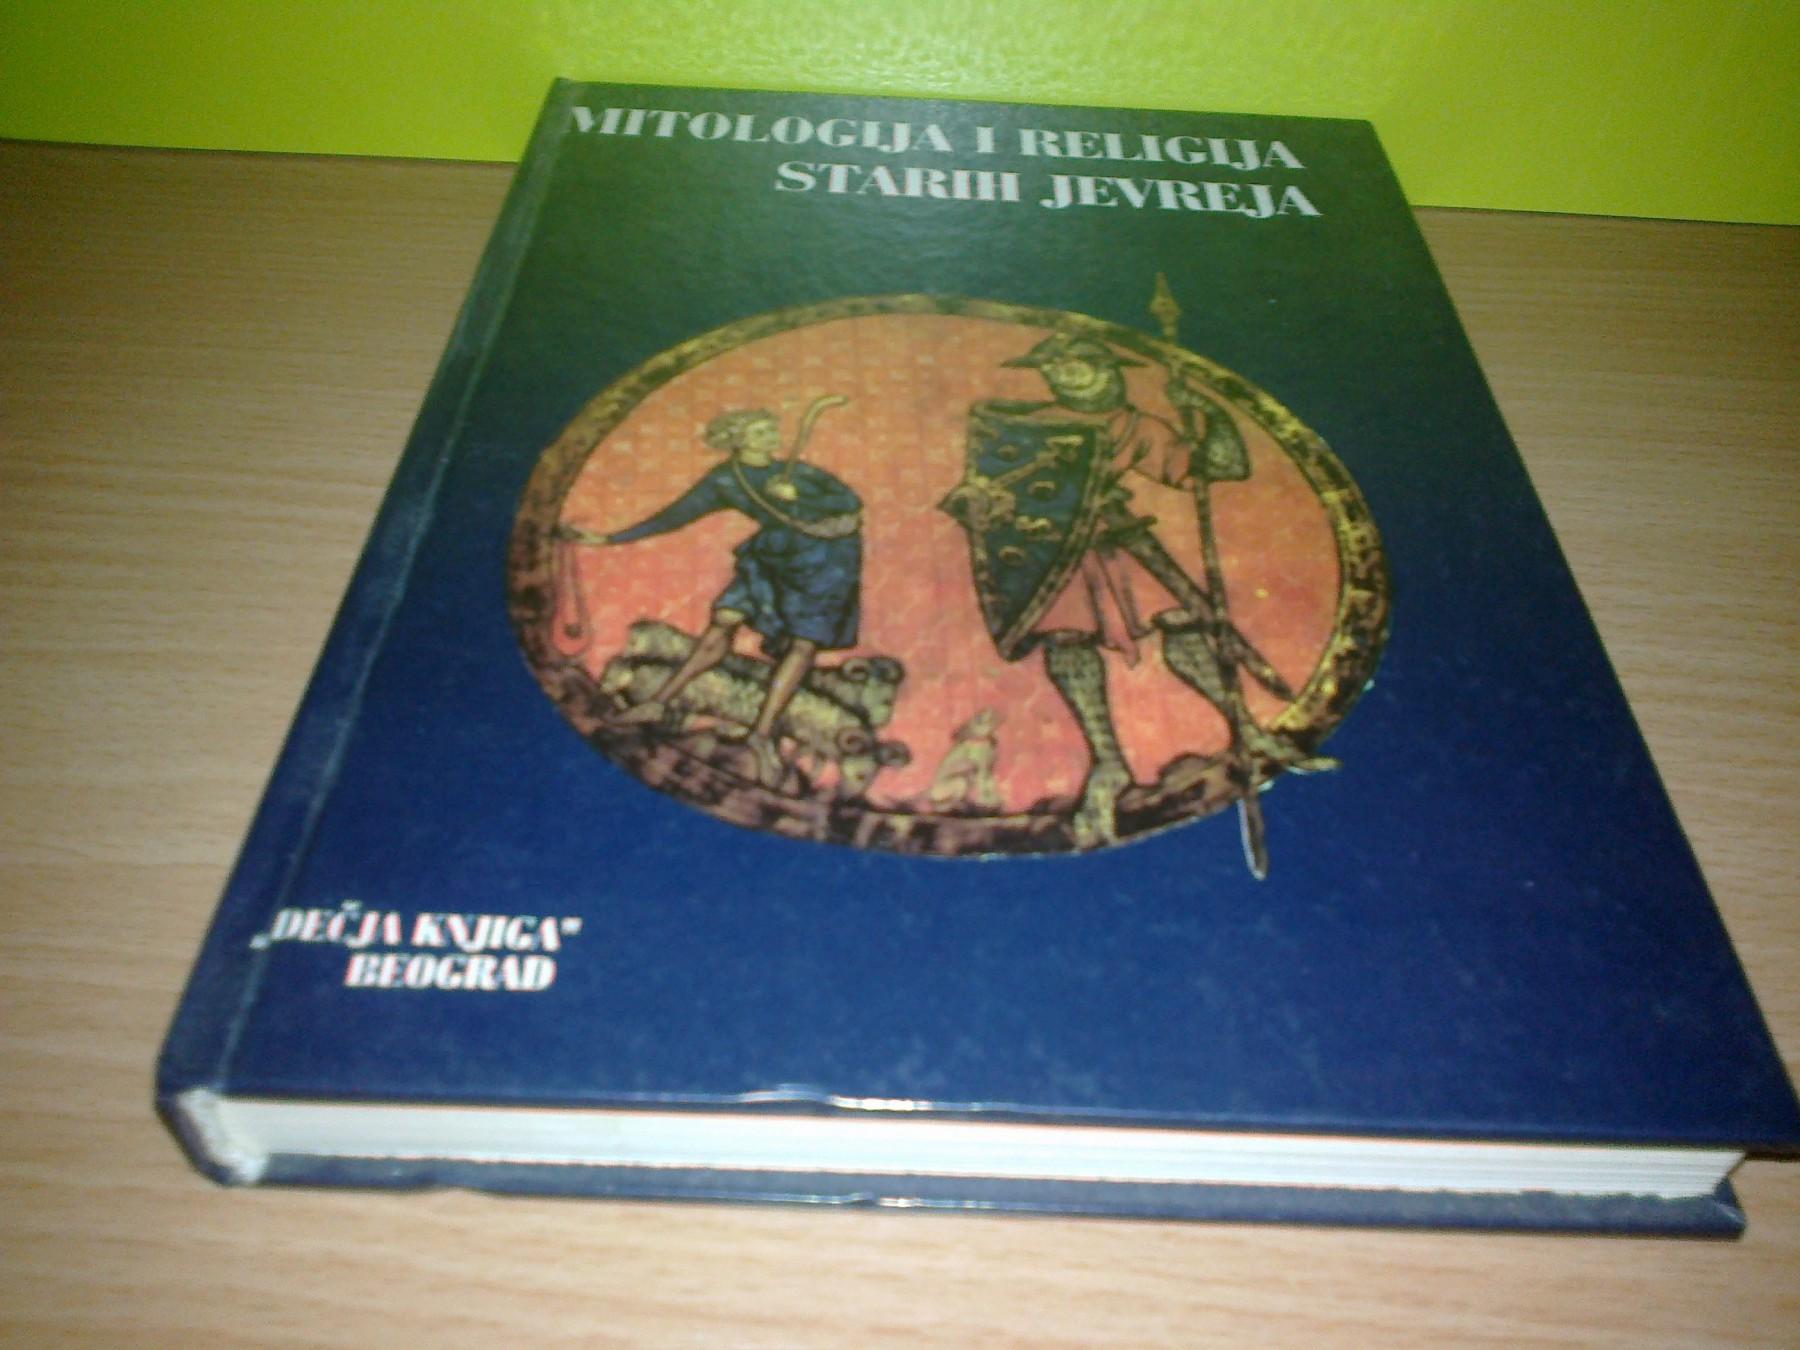 MITOLOGIJA I RELIGIJA
STARIH JEVREJA
„DEČJA KNJIGA"
BEOGRAD